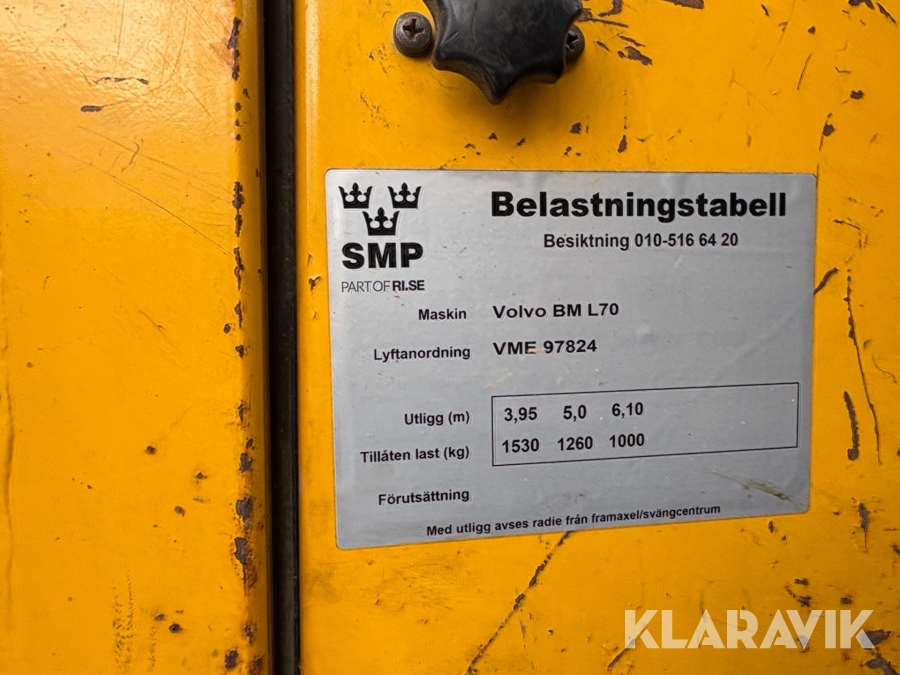 SMP
PART OF RI.SE
Belastningstabell
Besiktning 010-516 64 20
Maskin Volvo BM L70
Lyftanordning VME 97824
Utligg (m) 3,95 5,0 6,10
Tillåten last (kg) 1530 1260 1000
Förutsättning
Med utligg avses radie från framaxel/svängcentrum
KLARAVIK